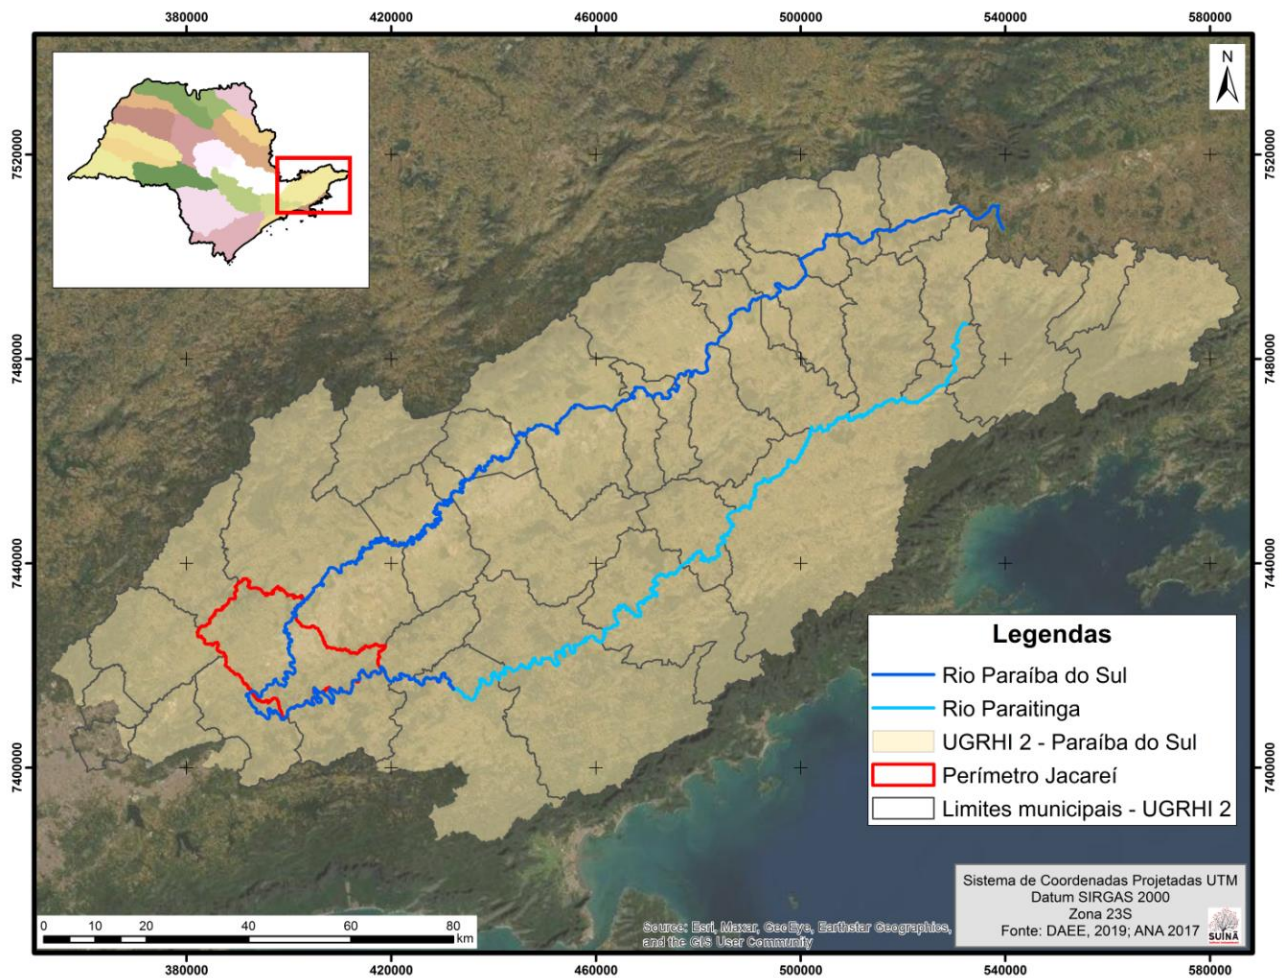 380000 420000 460000 500000 540000 580000
N
7520000 7520000
7480000 7480000
7440000 7440000
7400000 7400000
Legendas
Rio Paraíba do Sul
Rio Paraitinga
UGRHI 2 - Paraíba do Sul
Perímetro Jacareí
Limites municipais - UGRHI 2
Sistema de Coordenadas Projetadas UTM
Datum SIRGAS 2000
Zona 23S
Fonte: DAEE, 2019; ANA 2017
SUINÃ
0 10 20 40 60 80
km
Source: Esri, Maxar, GeoEye, Earthstar Geographics,
and the GIS User Community
380000 420000 460000 500000 540000 580000